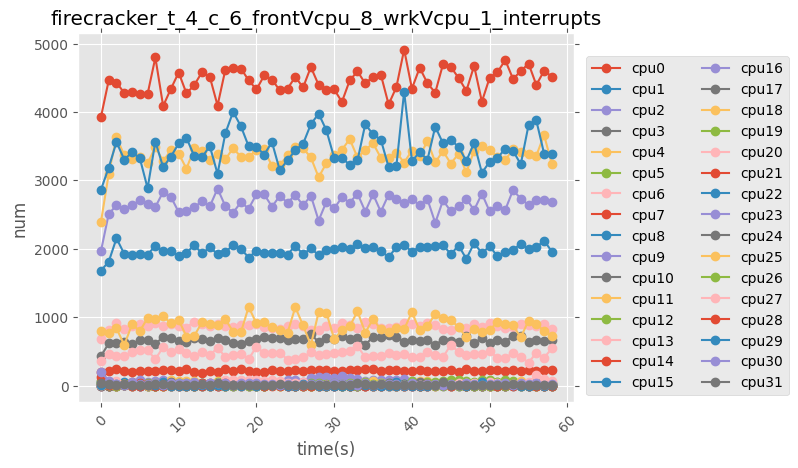 firecracker_t_4_c_6_frontVcpu_8_wrkVcpu_1_interrupts
5000
4000
3000
2000
1000
0
num
0
10
20
30
40
50
60
time(s)
cpu0
cpu1
cpu2
cpu3
cpu4
cpu5
cpu6
cpu7
cpu8
cpu9
cpu10
cpu11
cpu12
cpu13
cpu14
cpu15
cpu16
cpu17
cpu18
cpu19
cpu20
cpu21
cpu22
cpu23
cpu24
cpu25
cpu26
cpu27
cpu28
cpu29
cpu30
cpu31